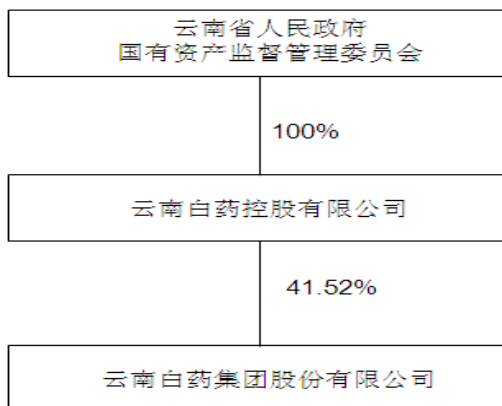 云南省人民政府
国有资产监督管理委员会
100%
云南白药控股有限公司
41.52%
云南白药集团股份有限公司